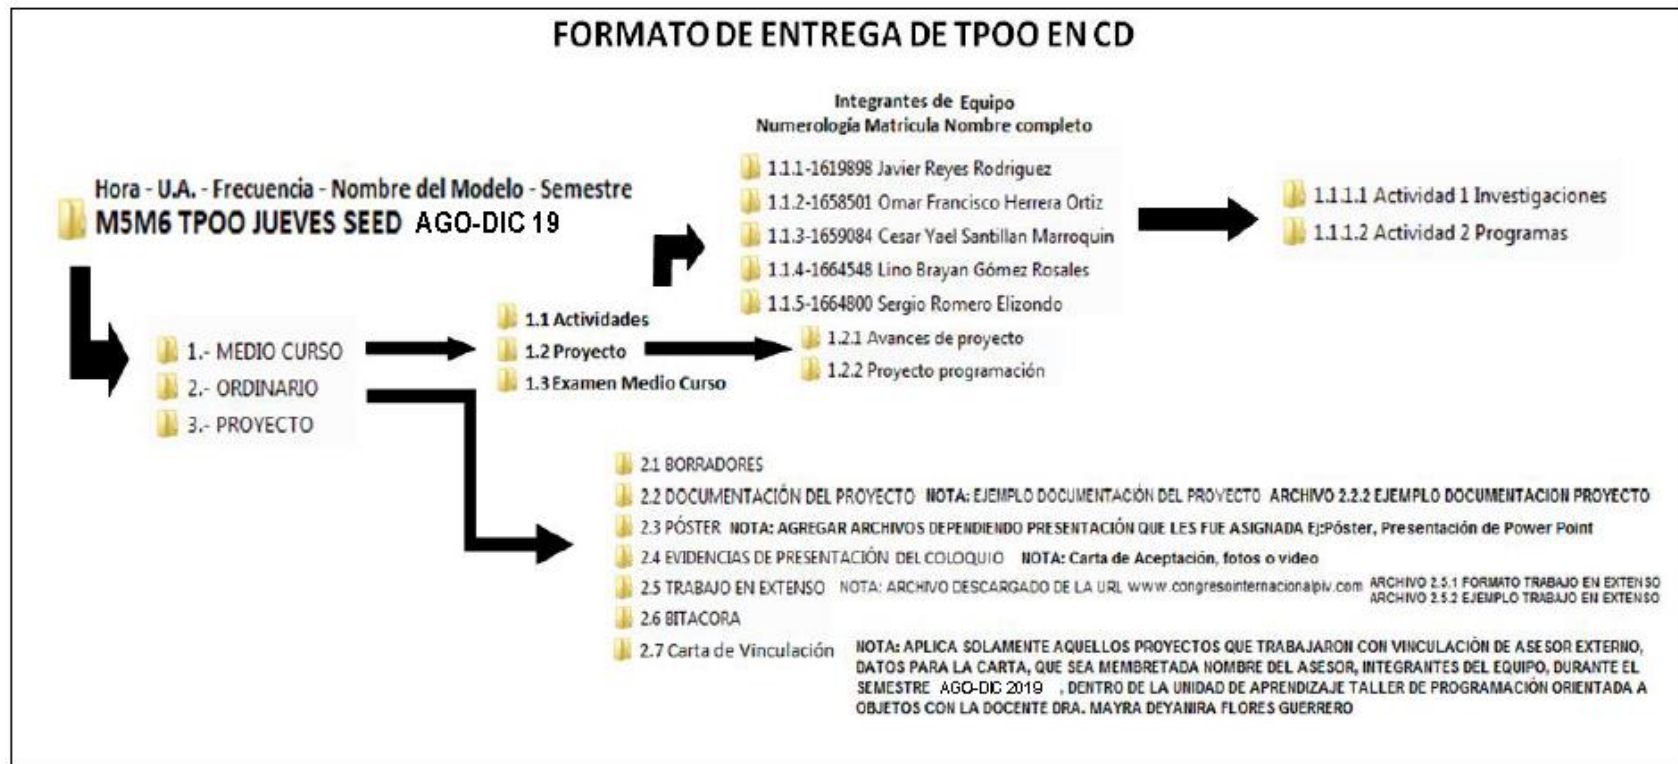 FORMATO DE ENTREGA DE TPOO EN CD
Integrantes de Equipo
Numerología Matricula Nombre completo
Hora - U.A. - Frecuencia - Nombre del Modelo - Semestre
M5M6 TPOO JUEVES SEED AGO-DIC 19
1.1.1-1619898 Javier Reyes Rodriguez
1.1.2-1658501 Omar Francisco Herrera Ortiz
1.1.3-1659084 Cesar Yael Santillan Marroquin
1.1.4-1664548 Lino Brayan Gómez Rosales
1.1.5-1664800 Sergio Romero Elizondo
1.1.1.1 Actividad 1 Investigaciones
1.1.1.2 Actividad 2 Programas
1.- MEDIO CURSO
2.- ORDINARIO
3.- PROYECTO
1.1 Actividades
1.2 Proyecto
1.3 Examen Medio Curso
1.2.1 Avances de proyecto
1.2.2 Proyecto programación
2.1 BORRADORES
2.2 DOCUMENTACIÓN DEL PROYECTO NOTA: EJEMPLO DOCUMENTACIÓN DEL PROYECTO ARCHIVO 2.2.2 EJEMPLO DOCUMENTACION PROYECTO
2.3 PÓSTER NOTA: AGREGAR ARCHIVOS DEPENDIENDO PRESENTACIÓN QUE LES FUE ASIGNADA Ej:Póster, Presentación de Power Point
2.4 EVIDENCIAS DE PRESENTACIÓN DEL COLOQUIO NOTA: Carta de Aceptación, fotos o video
2.5 TRABAJO EN EXTENSO NOTA: ARCHIVO DESCARGADO DE LA URL www.congresointernacionalpiv.com
ARCHIVO 2.5.1 FORMATO TRABAJO EN EXTENSO
ARCHIVO 2.5.2 EJEMPLO TRABAJO EN EXTENSO
2.6 BITACORA
2.7 Carta de Vinculación
NOTA: APLICA SOLAMENTE AQUELLOS PROYECTOS QUE TRABAJARON CON VINCULACIÓN DE ASESOR EXTERNO,
DATOS PARA LA CARTA, QUE SEA MEMBRETADA NOMBRE DEL ASESOR, INTEGRANTES DEL EQUIPO, DURANTE EL
SEMESTRE AGO-DIC 2019 , DENTRO DE LA UNIDAD DE APRENDIZAJE TALLER DE PROGRAMACIÓN ORIENTADA A
OBJETOS CON LA DOCENTE DRA. MAYRA DEYANIRA FLORES GUERRERO